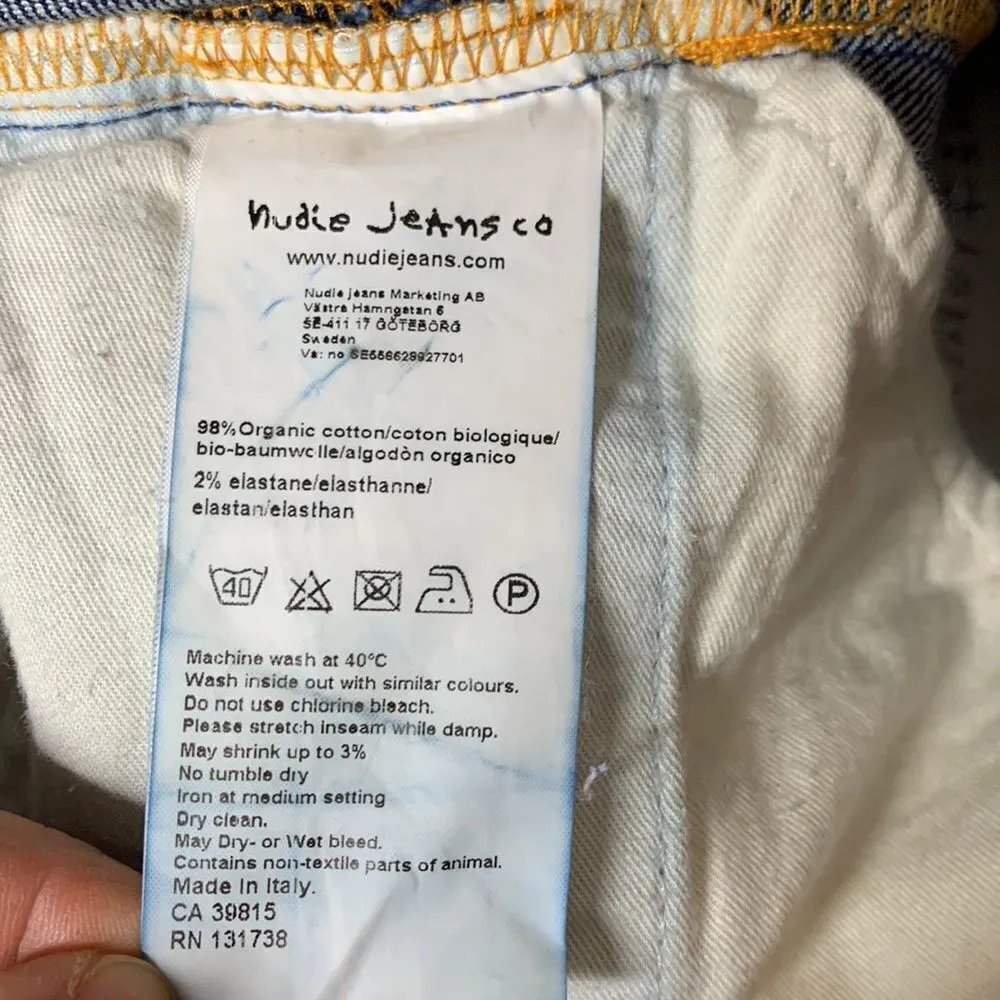 nudie jeans co
www.nudiejeans.com
Nudie jeans Marketing AB
Västra Hamngatan 6
SE-411 17 GÖTEBORG
Sweden
Vat no SE556628927701
98%Organic cotton/coton biologique/
bio-baumwolle/algodòn organico
2% elastane/elasthanne/
elastan/elasthan
40 P
Machine wash at 40°C
Wash inside out with similar colours.
Do not use chlorine bleach.
Please stretch inseam while damp.
May shrink up to 3%
No tumble dry
Iron at medium setting
Dry clean.
May Dry- or Wet bleed.
Contains non-textile parts of animal.
Made In Italy.
CA 39815
RN 131738